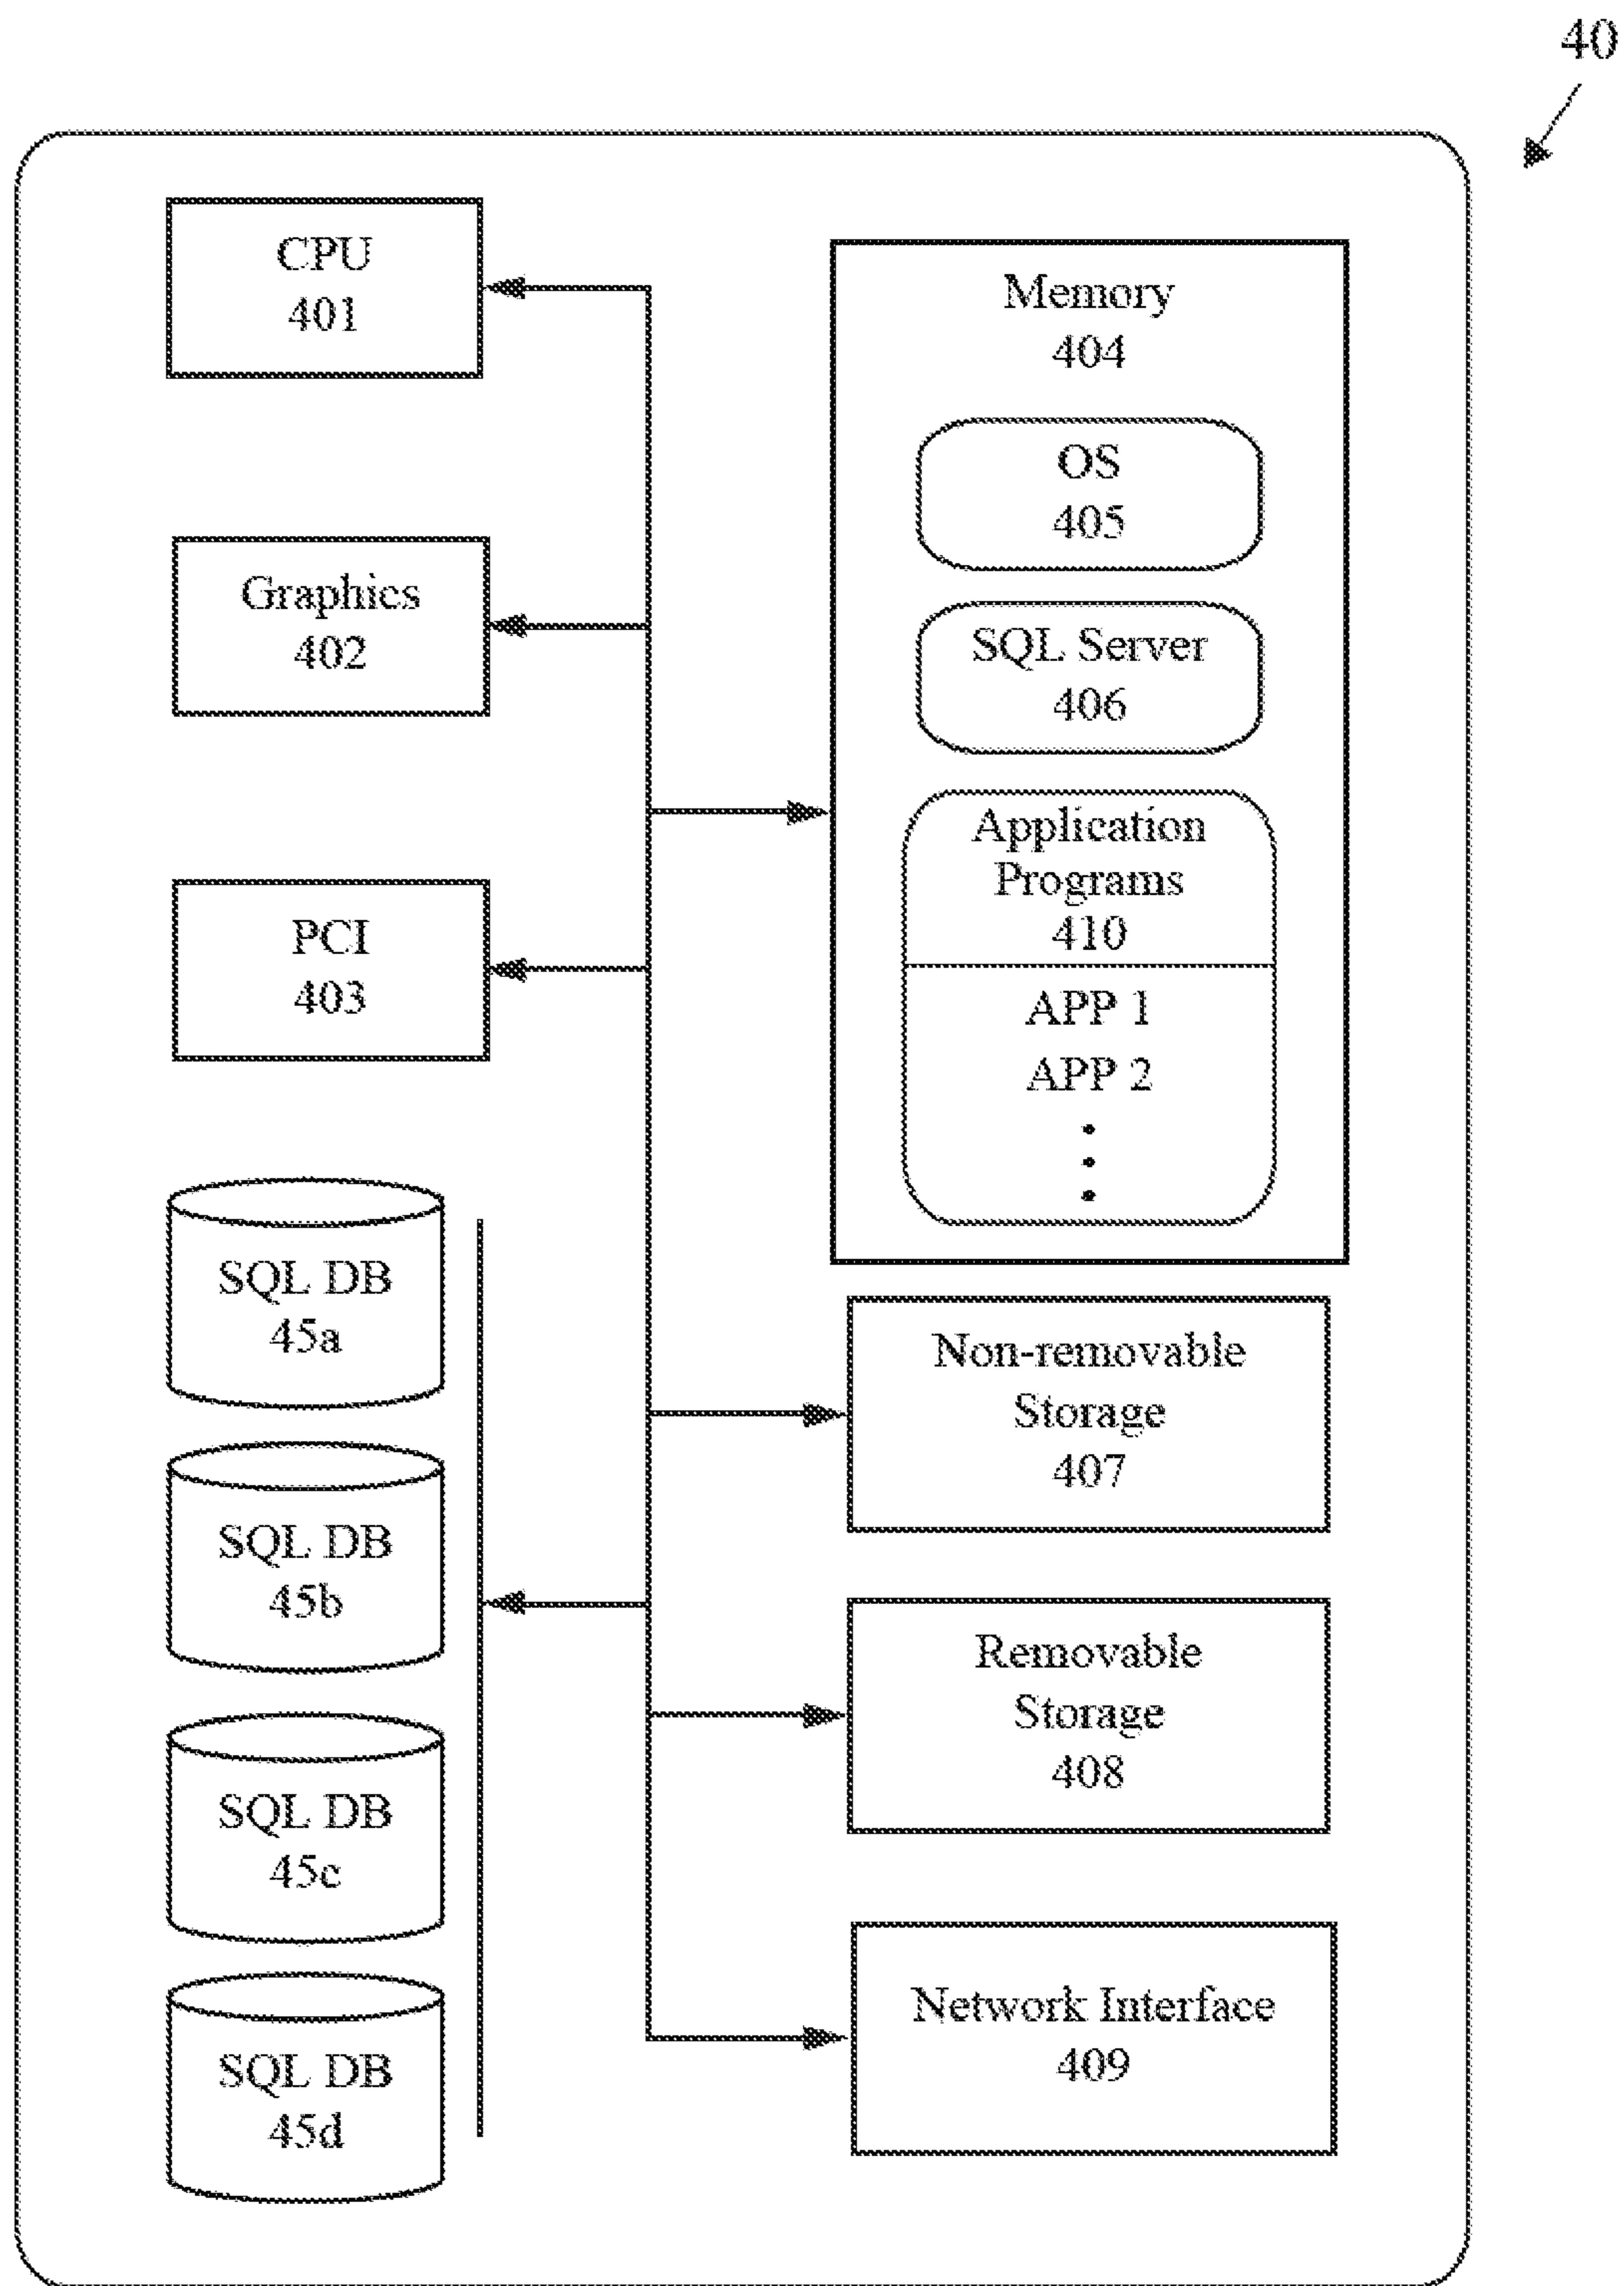 40
CPU
401
Graphics
402
PCI
403
SQL DB
45a
SQL DB
45b
SQL DB
45c
SQL DB
45d
Memory
404
OS
405
SQL Server
406
Application
Programs
410
APP 1
APP 2
Non-removable
Storage
407
Removable
Storage
408
Network Interface
409